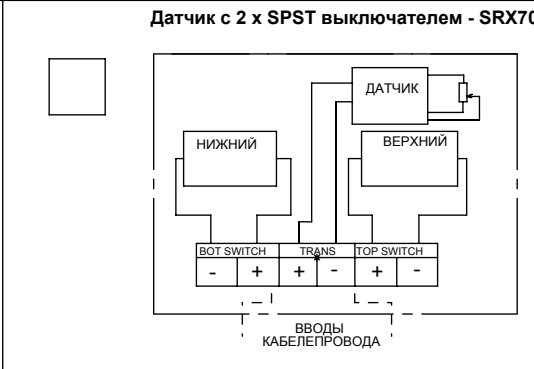 Датчик с 2 x SPST выключателем - SRX70
ДАТЧИК
НИЖНИЙ
ВЕРХНИЙ
BOT SWITCH TRANS TOP SWITCH
- + + - + -
ВВОДЫ
КАБЕЛЕПРОВОДА